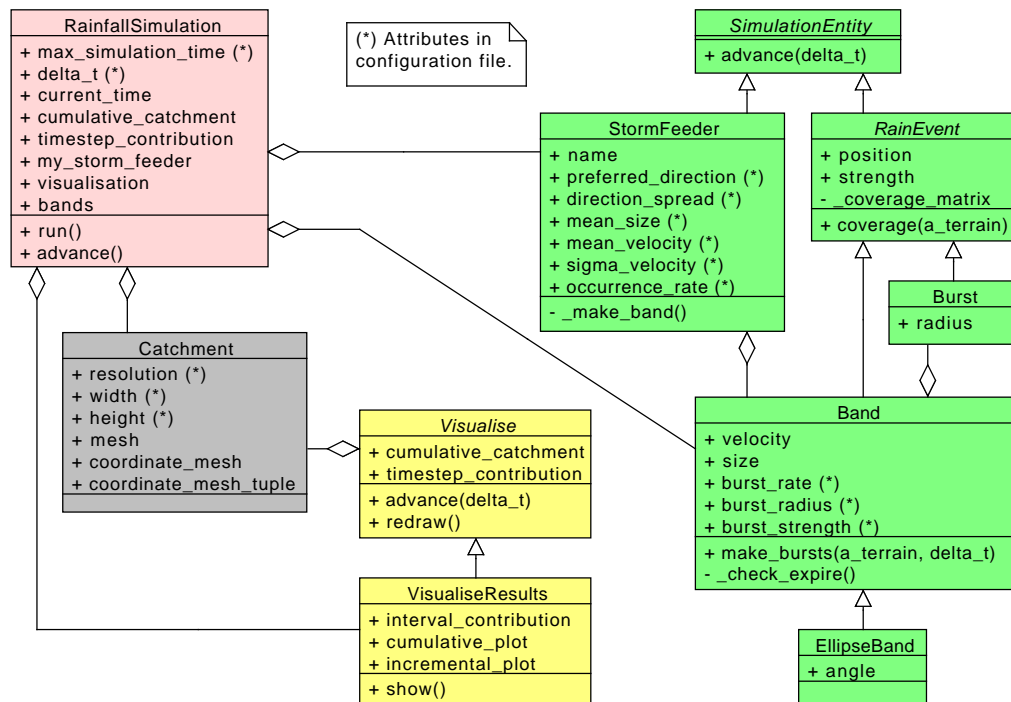 RainfallSimulation
+ max_simulation_time (*)
+ delta_t (*)
+ current_time
+ cumulative_catchment
+ timestep_contribution
+ my_storm_feeder
+ visualisation
+ bands
+ run()
+ advance()
(*) Attributes in
configuration file.
SimulationEntity
+ advance(delta_t)
StormFeeder
+ name
+ preferred_direction (*)
+ direction_spread (*)
+ mean_size (*)
+ mean_velocity (*)
+ sigma_velocity (*)
+ occurrence_rate (*)
- _make_band()
RainEvent
+ position
+ strength
- _coverage_matrix
+ coverage(a_terrain)
Burst
+ radius
Catchment
+ resolution (*)
+ width (*)
+ height (*)
+ mesh
+ coordinate_mesh
+ coordinate_mesh_tuple
Visualise
+ cumulative_catchment
+ timestep_contribution
+ advance(delta_t)
+ redraw()
Band
+ velocity
+ size
+ burst_rate (*)
+ burst_radius (*)
+ burst_strength (*)
+ make_bursts(a_terrain, delta_t)
- _check_expire()
VisualiseResults
+ interval_contribution
+ cumulative_plot
+ incremental_plot
+ show()
EllipseBand
+ angle